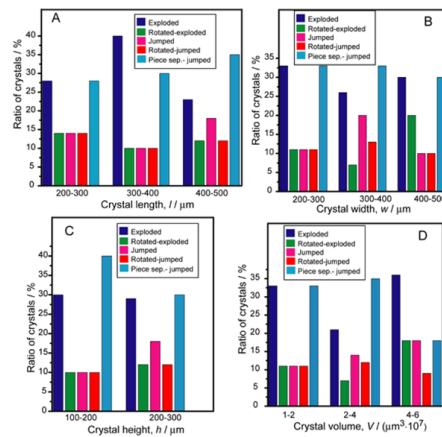 A
Exploded
Rotated-exploded
Jumped
Rotated-jumped
Piece sep.- jumped
Ratio of crystals / %
40
35
30
25
20
15
10
5
0
200-300 300-400 400-500
Crystal length, l / μm
B
Exploded
Rotated-exploded
Jumped
Rotated-jumped
Piece sep.- jumped
Ratio of crystals / %
35
30
25
20
15
10
5
0
200-300 300-400 400-500
Crystal width, w / μm
C
Exploded
Rotated-exploded
Jumped
Rotated-jumped
Piece sep.- jumped
Ratio of crystals / %
40
35
30
25
20
15
10
5
0
100-200 200-300
Crystal height, h / μm
D
Exploded
Rotated-exploded
Jumped
Rotated-jumped
Piece sep.- jumped
Ratio of crystals / %
35
30
25
20
15
10
5
0
1-2 2-4 4-6
Crystal volume, V / (μm³·10⁷)